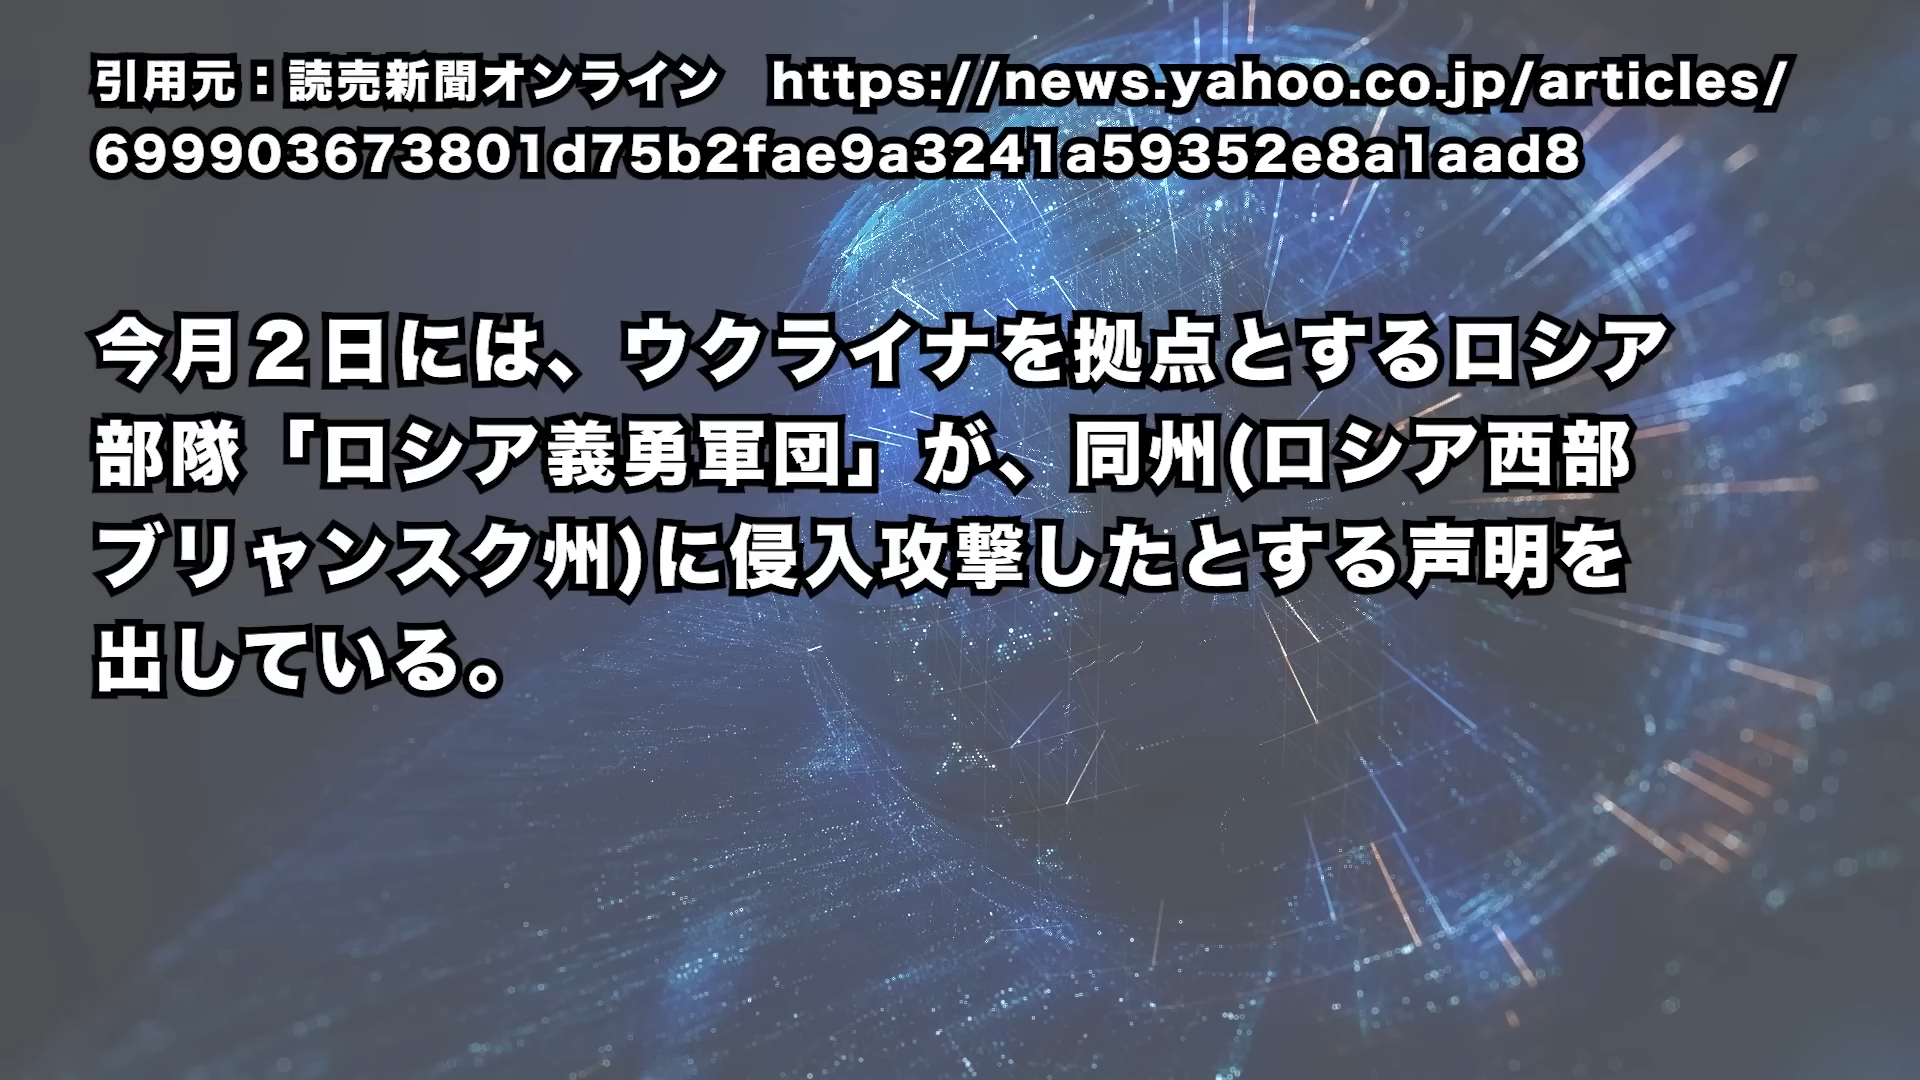 引用元：読売新聞オンライン　https://news.yahoo.co.jp/articles/
699903673801d75b2fae9a3241a59352e8a1aad8
今月２日には、ウクライナを拠点とするロシア
部隊「ロシア義勇軍団」が、同州(ロシア西部
ブリャンスク州)に侵入攻撃したとする声明を
出している。